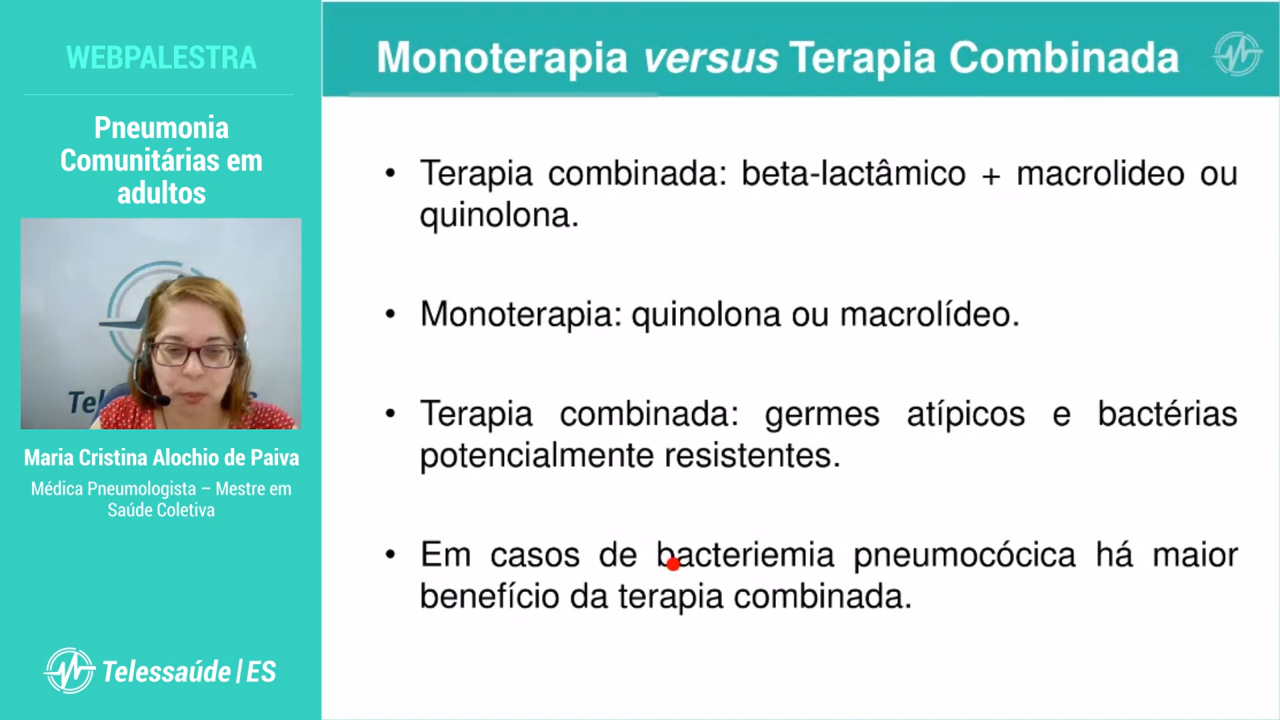 WEBPALESTRA
Pneumonia
Comunitárias em
adultos
Tel
S
Maria Cristina Alochio de Paiva
Médica Pneumologista – Mestre em
Saúde Coletiva
Telessaúde|ES
Monoterapia versus Terapia Combinada
• Terapia combinada: beta-lactâmico + macrolideo ou
quinolona.
• Monoterapia: quinolona ou macrolídeo.
• Terapia combinada: germes atípicos e bactérias
potencialmente resistentes.
• Em casos de bacteriemia pneumocócica há maior
benefício da terapia combinada.